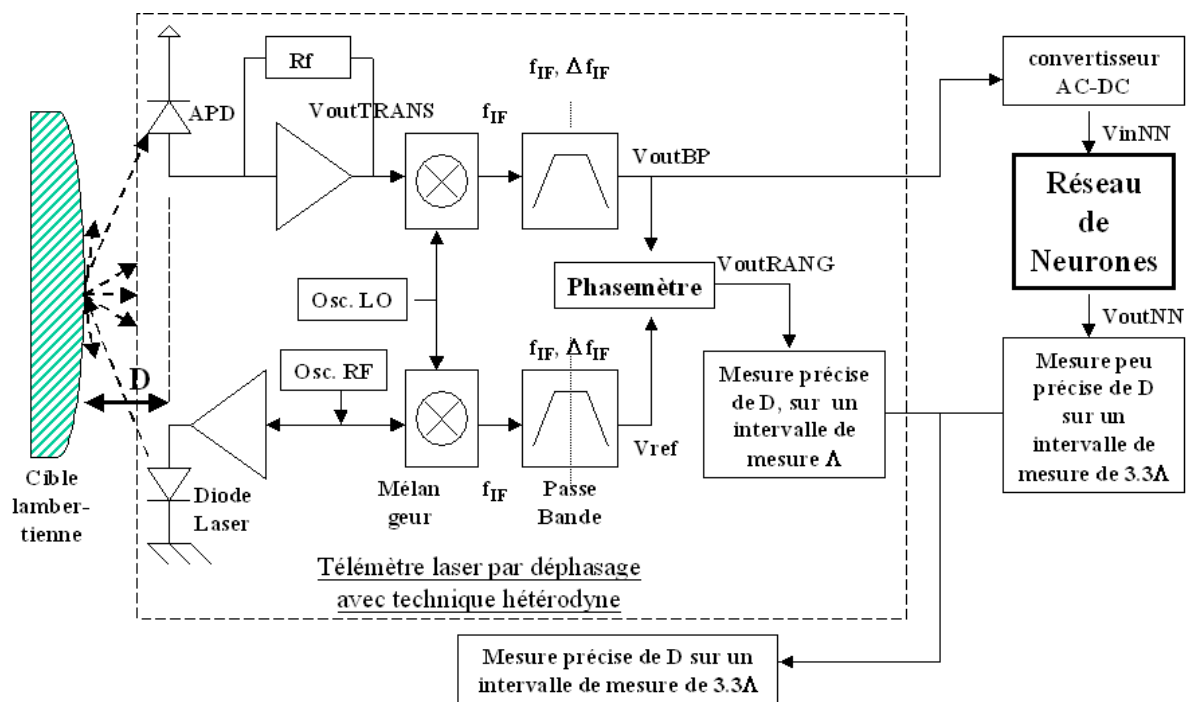 Rf
APD
VoutTRANS
fIF
fIF, Λ fIF
VoutBP
convertisseur
AC-DC
VinNN
Réseau
de
Neurones
VoutNN
Osc. LO
Phasemètre
VoutRANG
D
Osc. RF
fIF, Λ fIF
Vref
Mesure précise
de D, sur un
intervalle de
mesure Λ
Mesure peu
précise de D
sur un
intervalle de
mesure de 3.3Λ
Cible
lamber-
tienne
Diode
Laser
Mélan
geur
fIF
Passe
Bande
Télémètre laser par déphasage
avec technique hétérodyne
Mesure précise de D sur un
intervalle de mesure de 3.3Λ